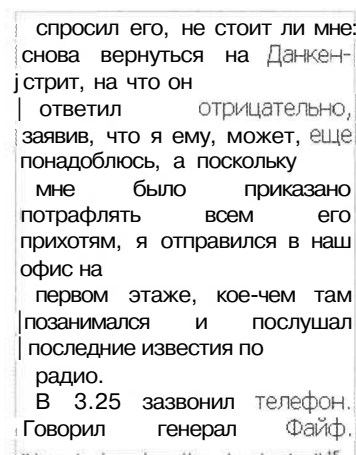 спросил его, не стоит ли мне
снова вернуться на Данкен-
стрит, на что он
ответил отрицательно,
заявив, что я ему, может, еще
понадоблюсь, а поскольку
мне было приказано
потрафлять всем его
прихотям, я отправился в наш
офис на
первом этаже, кое-чем там
позанимался и послушал
последние известия по
радио.
В 3.25 зазвонил телефон.
Говорил генерал Файф.